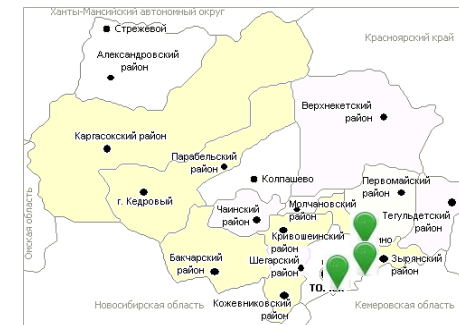 Ханты-Мансийский автономный округ
Стрежевой
Красноярский край
Александровский
район
Верхнекетский
район
Каргасокский район
Парабельский
район
Колпашево
Первомайский
район
г. Кедровый
Чаинский
район
Молчановский
район
Тегульдетский
район
Омская область
Кривошеинский
район
Бакчарский
район
Шегарский
район
Зырянский
район
Кожевниковский
район
Новосибирская область
Кемеровская область